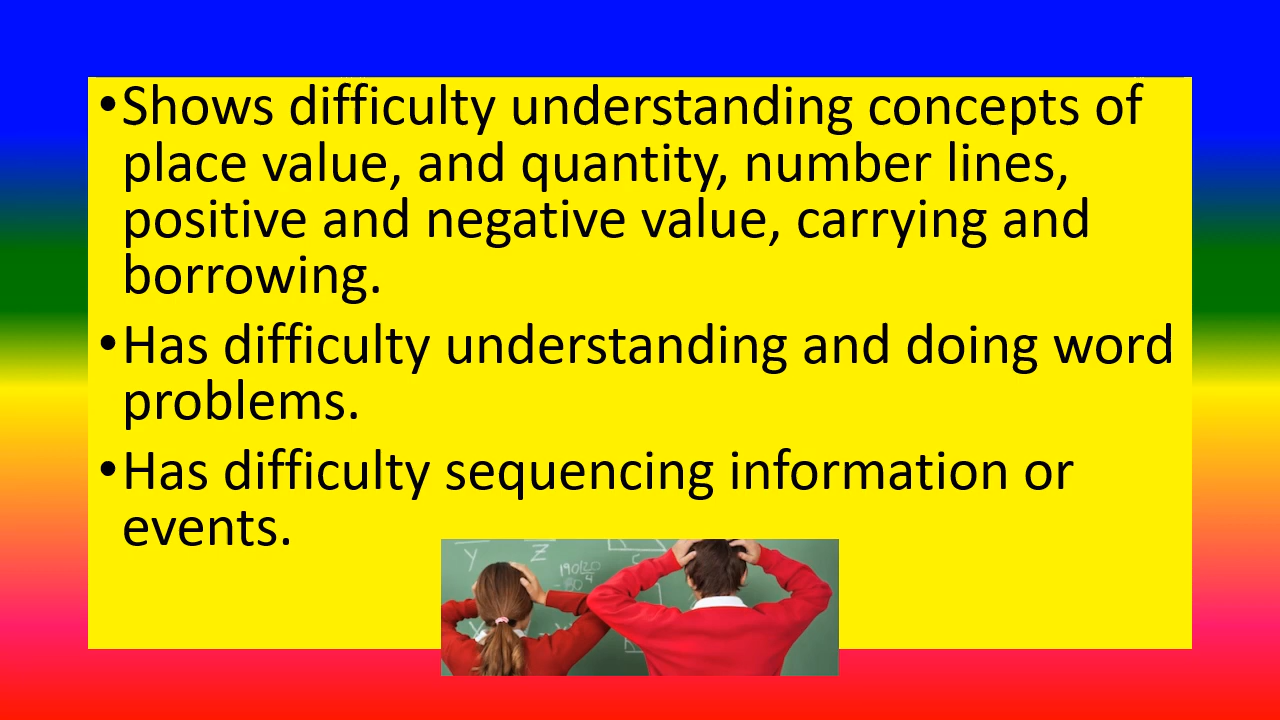 •Shows difficulty understanding concepts of
place value, and quantity, number lines,
positive and negative value, carrying and
borrowing.
•Has difficulty understanding and doing word
problems.
•Has difficulty sequencing information or
events.
Y Z